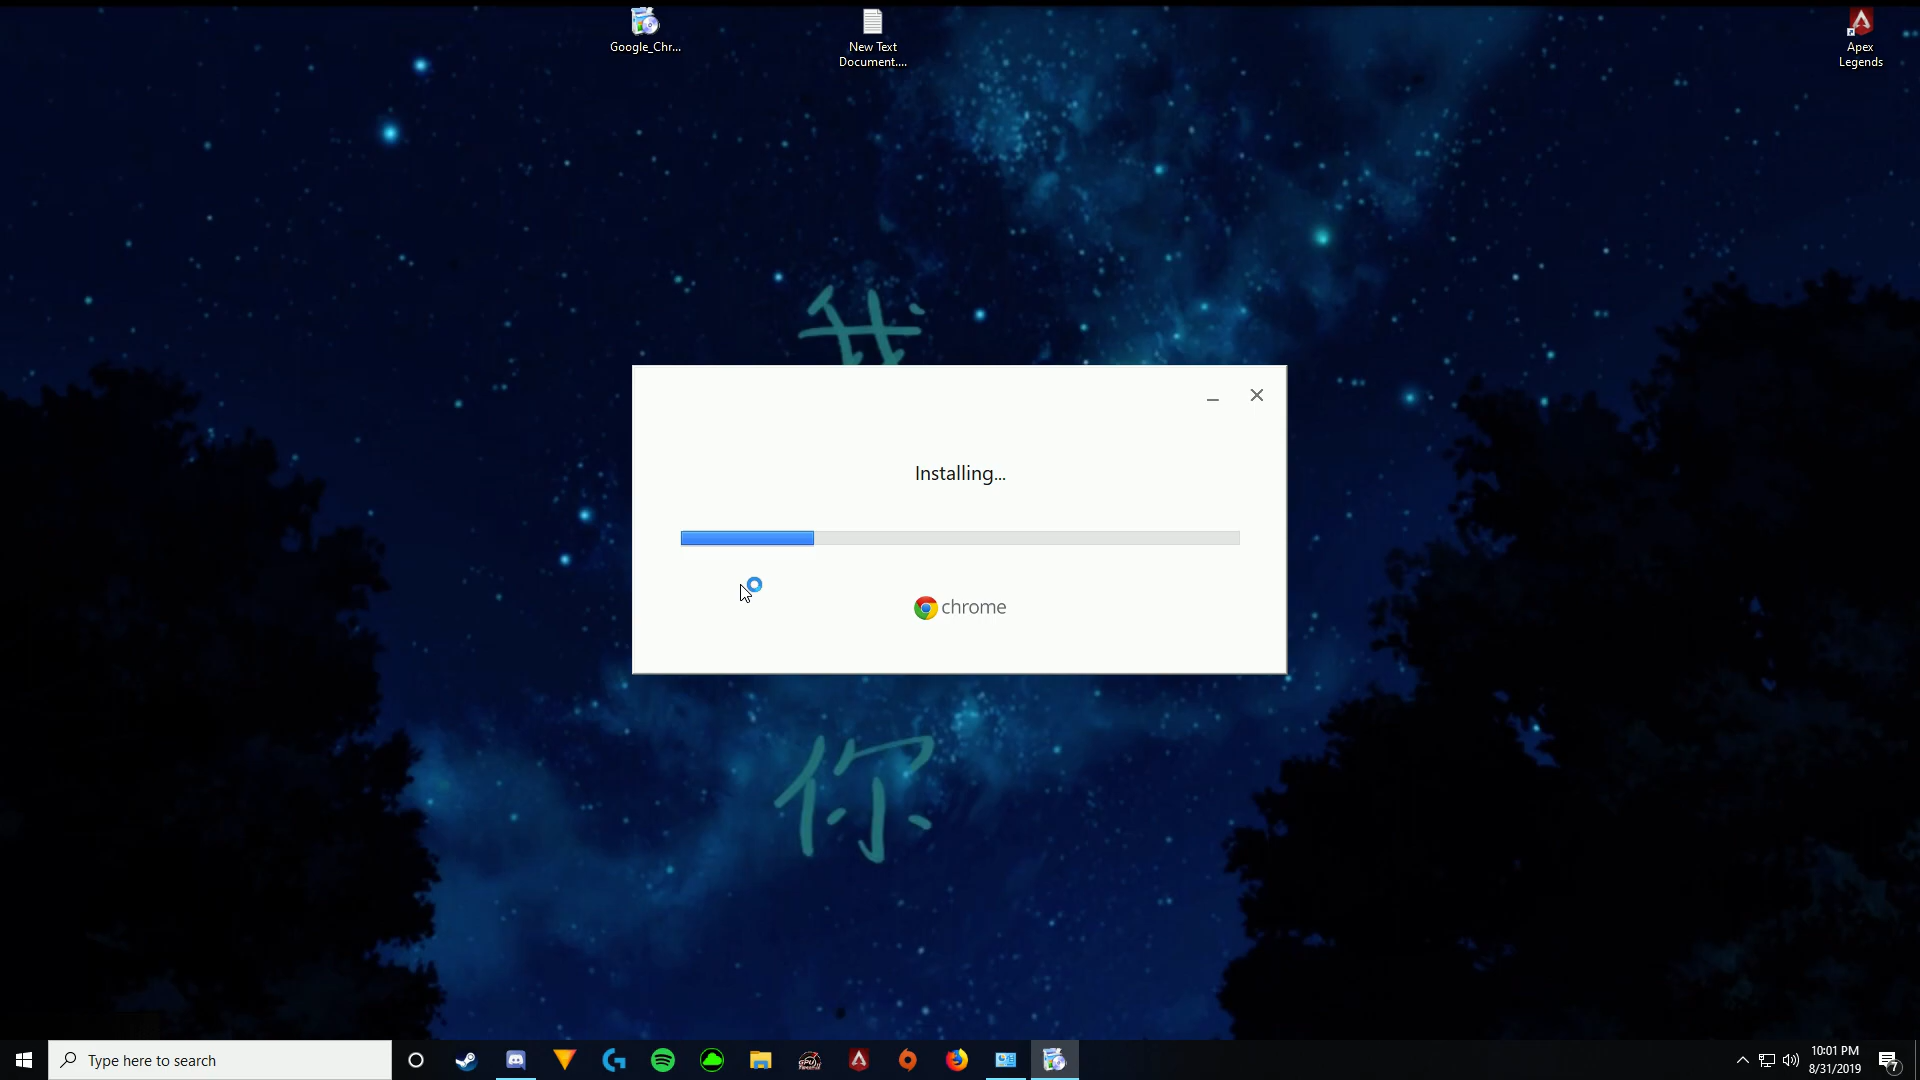 Google_Chr...
New Text
Document....
Apex
Legends
我
Installing...
chrome
你
Type here to search
10:01 PM
8/31/2019
7